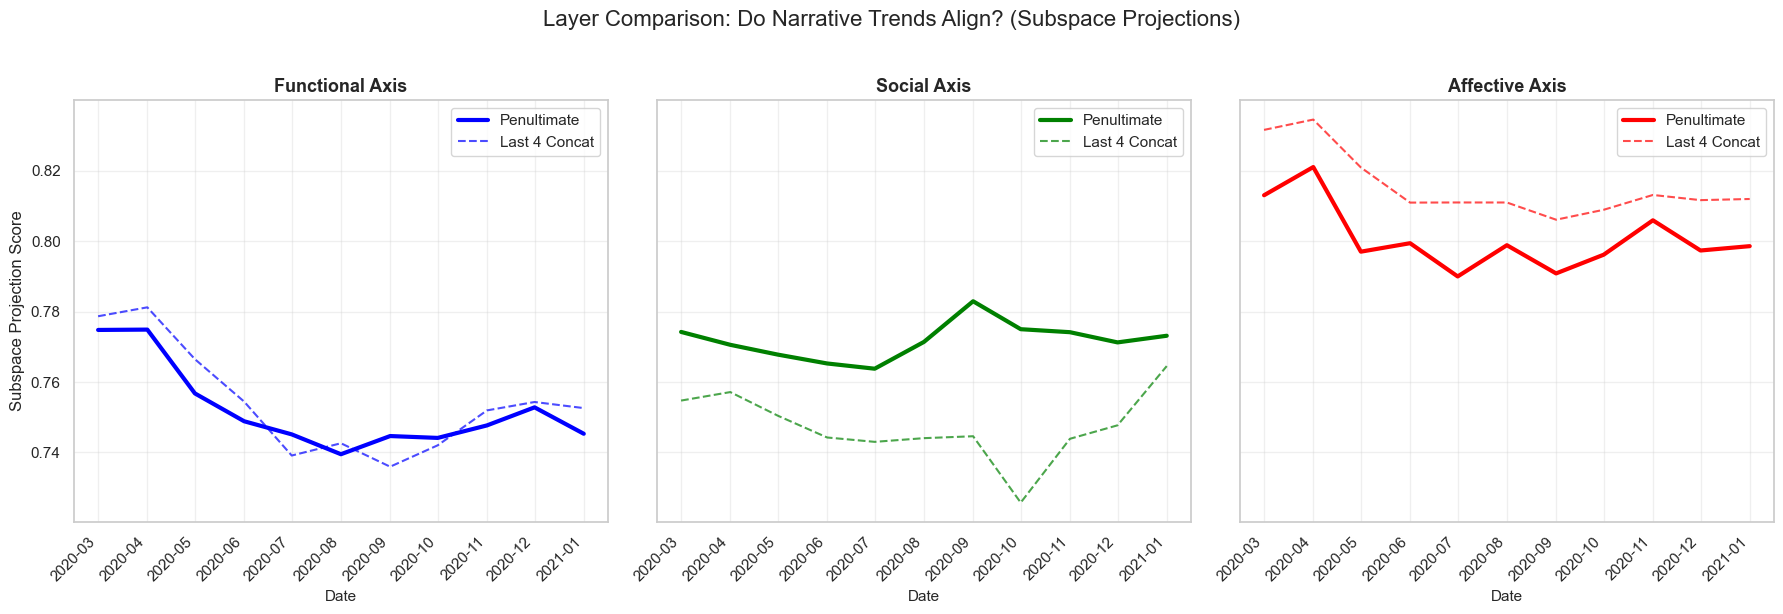 Layer Comparison: Do Narrative Trends Align? (Subspace Projections)
Functional Axis
Penultimate
Last 4 Concat
Subspace Projection Score
0.82
0.80
0.78
0.76
0.74
2020-03
2020-04
2020-05
2020-06
2020-07
2020-08
2020-09
2020-10
2020-11
2020-12
2021-01
Date
Social Axis
Penultimate
Last 4 Concat
2020-03
2020-04
2020-05
2020-06
2020-07
2020-08
2020-09
2020-10
2020-11
2020-12
2021-01
Date
Affective Axis
Penultimate
Last 4 Concat
2020-03
2020-04
2020-05
2020-06
2020-07
2020-08
2020-09
2020-10
2020-11
2020-12
2021-01
Date